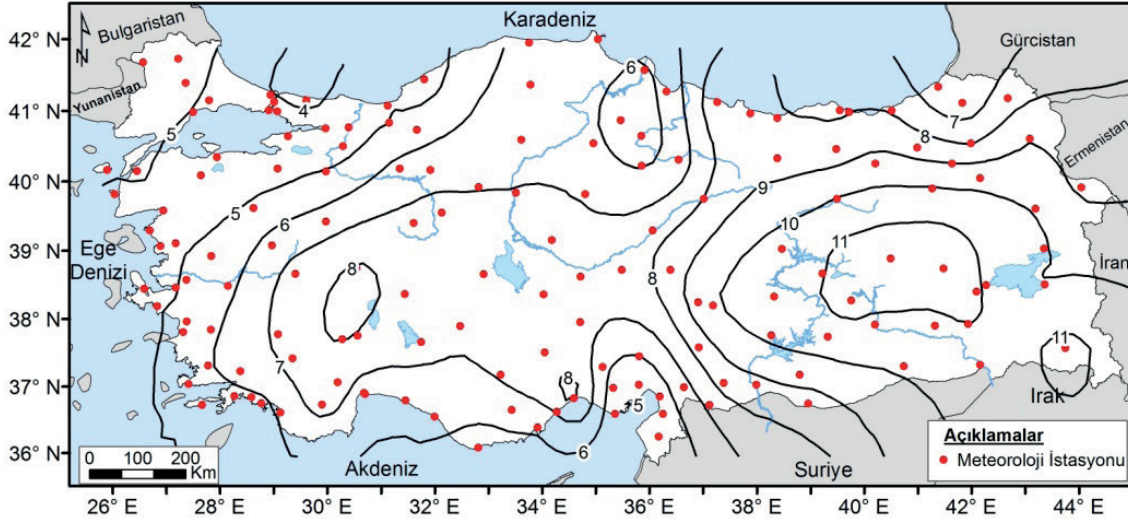 Karadeniz
Bulgaristan
Gürcistan
Yunanistan
Ermenistan
Ege
Denizi
İran
Irak
Akdeniz
Suriye
N
42° N
41° N
40° N
39° N
38° N
37° N
36° N
4
6
7
5
8
9
5
6
10
11
8
8
7
11
8
5
6
0 50 100 200
Km
Açıklamalar
Meteoroloji İstasyonu
26° E 28° E 30° E 32° E 34° E 36° E 38° E 40° E 42° E 44° E